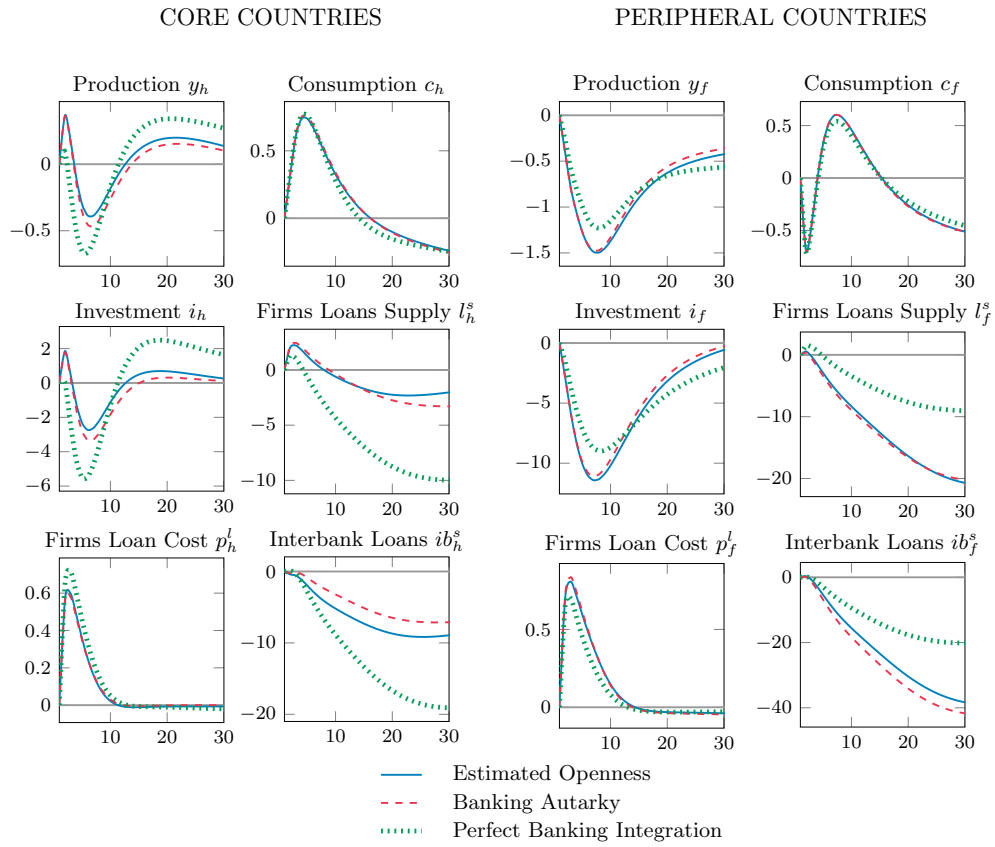 CORE COUNTRIES
PERIPHERAL COUNTRIES
Production y_h
Consumption c_h
Production y_f
Consumption c_f
0
−0.5
10 20 30
0.5
0
10 20 30
0
−0.5
−1
−1.5
10 20 30
0.5
0
−0.5
10 20 30
Investment i_h
Firms Loans Supply l_h^s
Investment i_f
Firms Loans Supply l_f^s
2
0
−2
−4
−6
10 20 30
0
−5
−10
10 20 30
0
−5
−10
10 20 30
0
−10
−20
10 20 30
Firms Loan Cost p_h^l
Interbank Loans ib_h^s
Firms Loan Cost p_f^l
Interbank Loans ib_f^s
0.6
0.4
0.2
0
10 20 30
0
−10
−20
10 20 30
0.5
0
10 20 30
0
−20
−40
10 20 30
Estimated Openness
Banking Autarky
Perfect Banking Integration